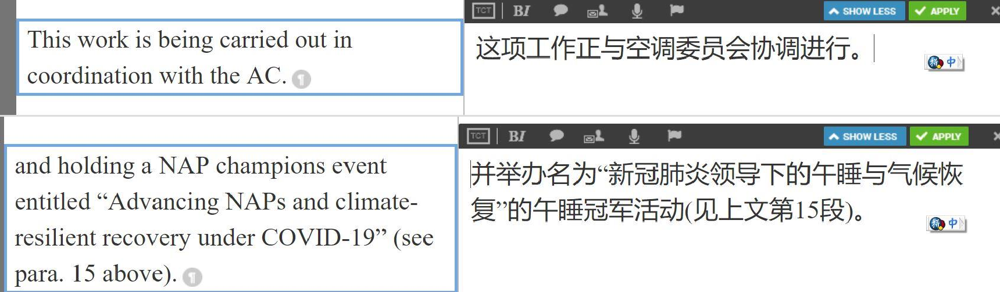 TCT BI SHOW LESS APPLY
This work is being carried out in
coordination with the AC.
这项工作正与空调委员会协调进行。
中
TCT BI SHOW LESS APPLY
and holding a NAP champions event
entitled “Advancing NAPs and climate-
resilient recovery under COVID-19” (see
para. 15 above).
并举办名为“新冠肺炎领导下的午睡与气候恢
复”的午睡冠军活动(见上文第15段)。
中